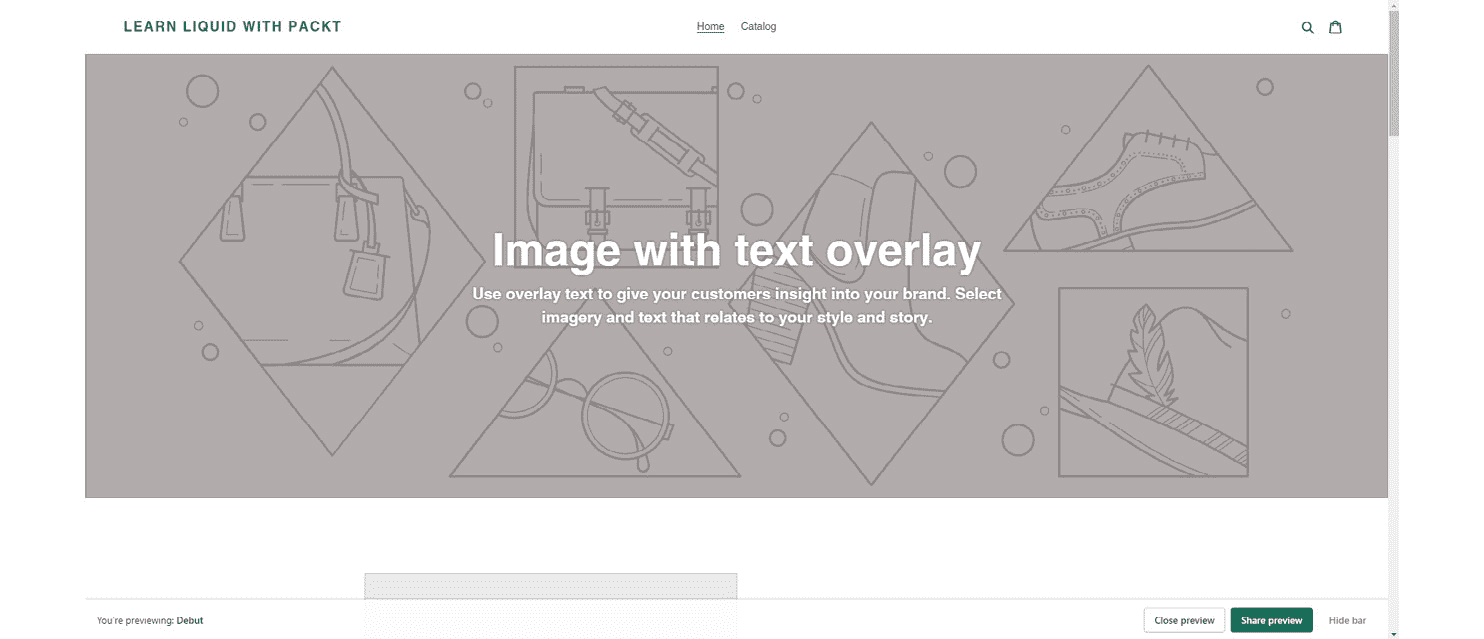 LEARN LIQUID WITH PACKT
Home Catalog
Image with text overlay
Use overlay text to give your customers insight into your brand. Select
imagery and text that relates to your style and story.
You're previewing: Debut
Close preview Share preview Hide bar